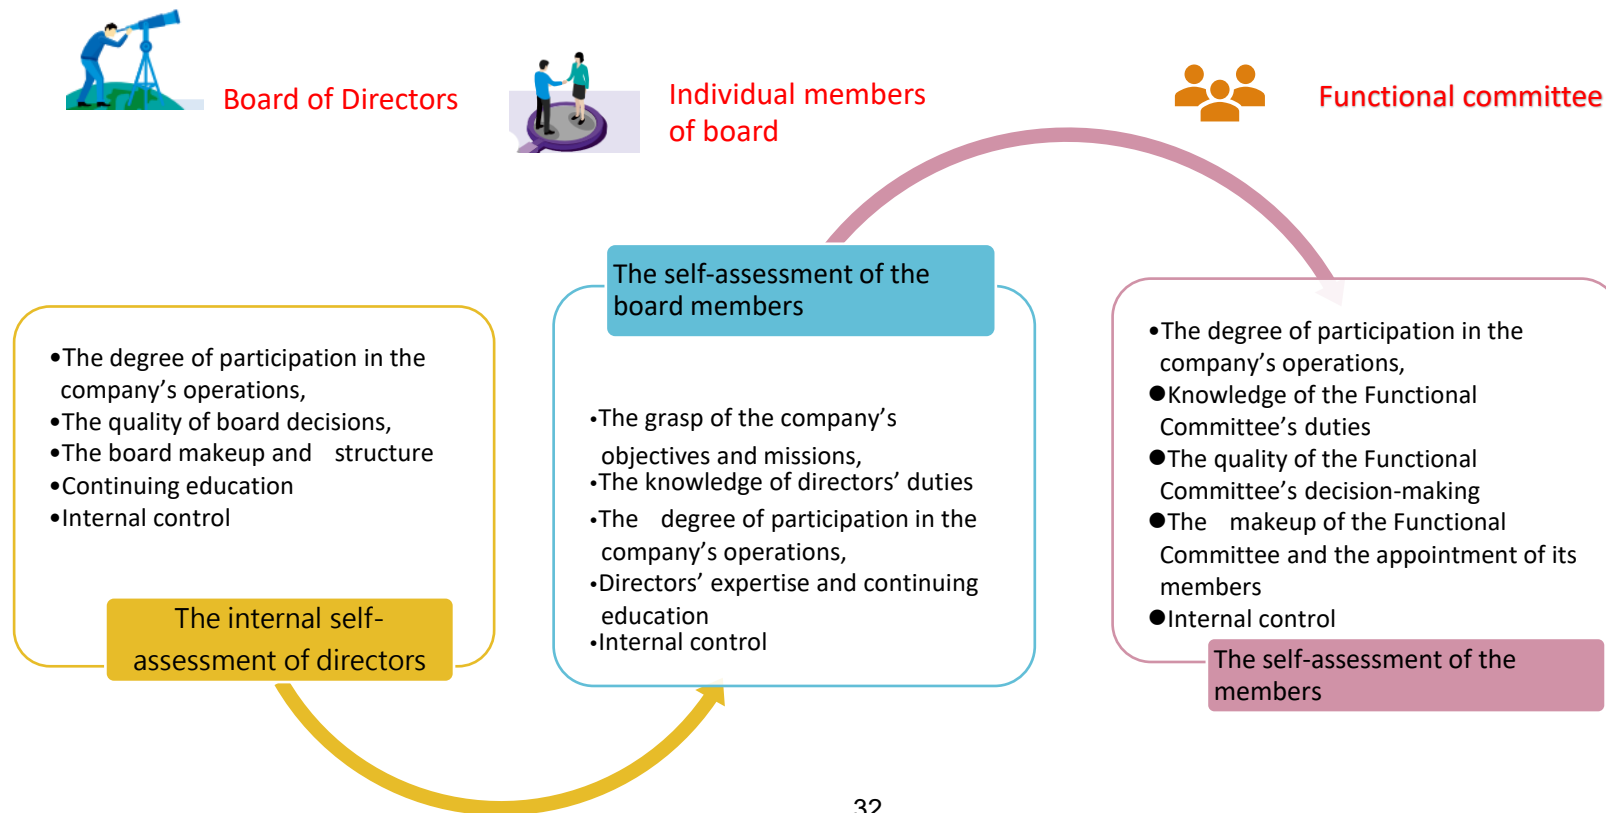 Board of Directors
Individual members
of board
Functional committee
•The degree of participation in the
company’s operations,
•The quality of board decisions,
•The board makeup and structure
•Continuing education
•Internal control
The internal self-
assessment of directors
The self-assessment of the
board members
•The grasp of the company’s
objectives and missions,
•The knowledge of directors’ duties
•The degree of participation in the
company’s operations,
•Directors’ expertise and continuing
education
•Internal control
•The degree of participation in the
company’s operations,
●Knowledge of the Functional
Committee’s duties
●The quality of the Functional
Committee’s decision-making
●The makeup of the Functional
Committee and the appointment of its
members
●Internal control
The self-assessment of the
members
32